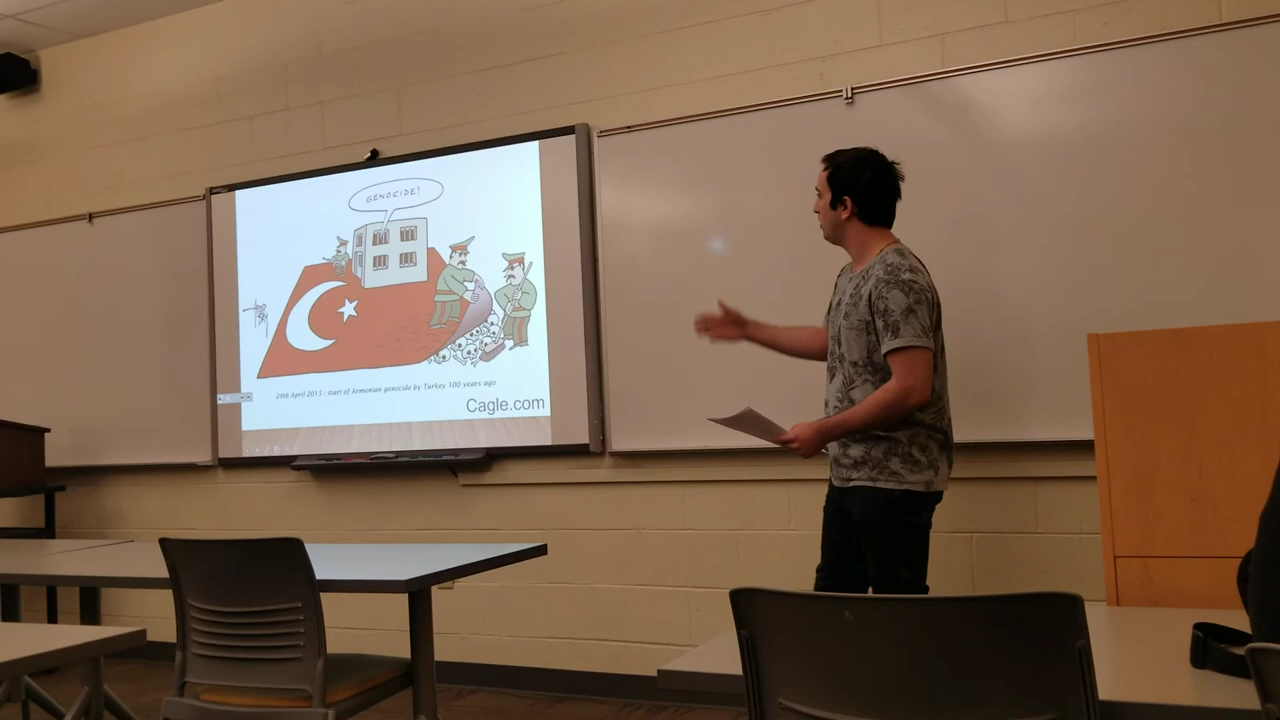 GENOCIDE!
24th April 2015 : start of Armenian genocide by Turkey 100 years ago
Cagle.com